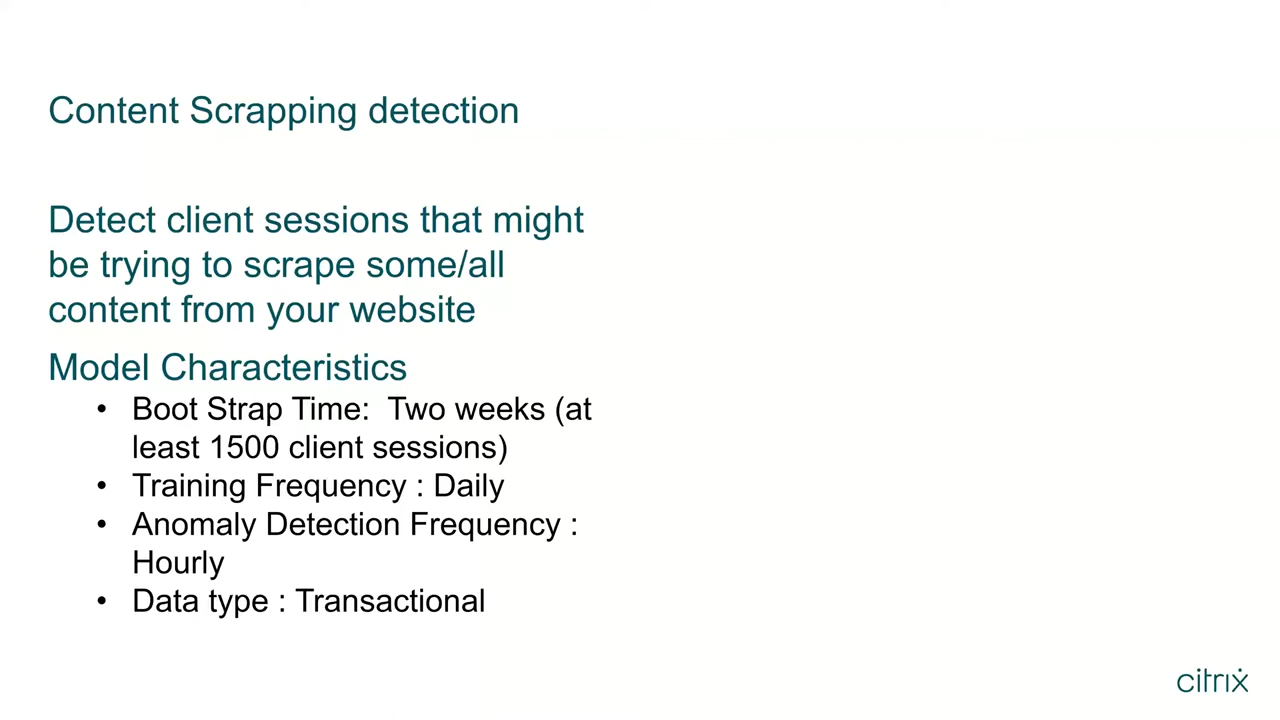 Content Scrapping detection
Detect client sessions that might
be trying to scrape some/all
content from your website
Model Characteristics
• Boot Strap Time:  Two weeks (at
least 1500 client sessions)
• Training Frequency : Daily
• Anomaly Detection Frequency :
Hourly
• Data type : Transactional
citrix